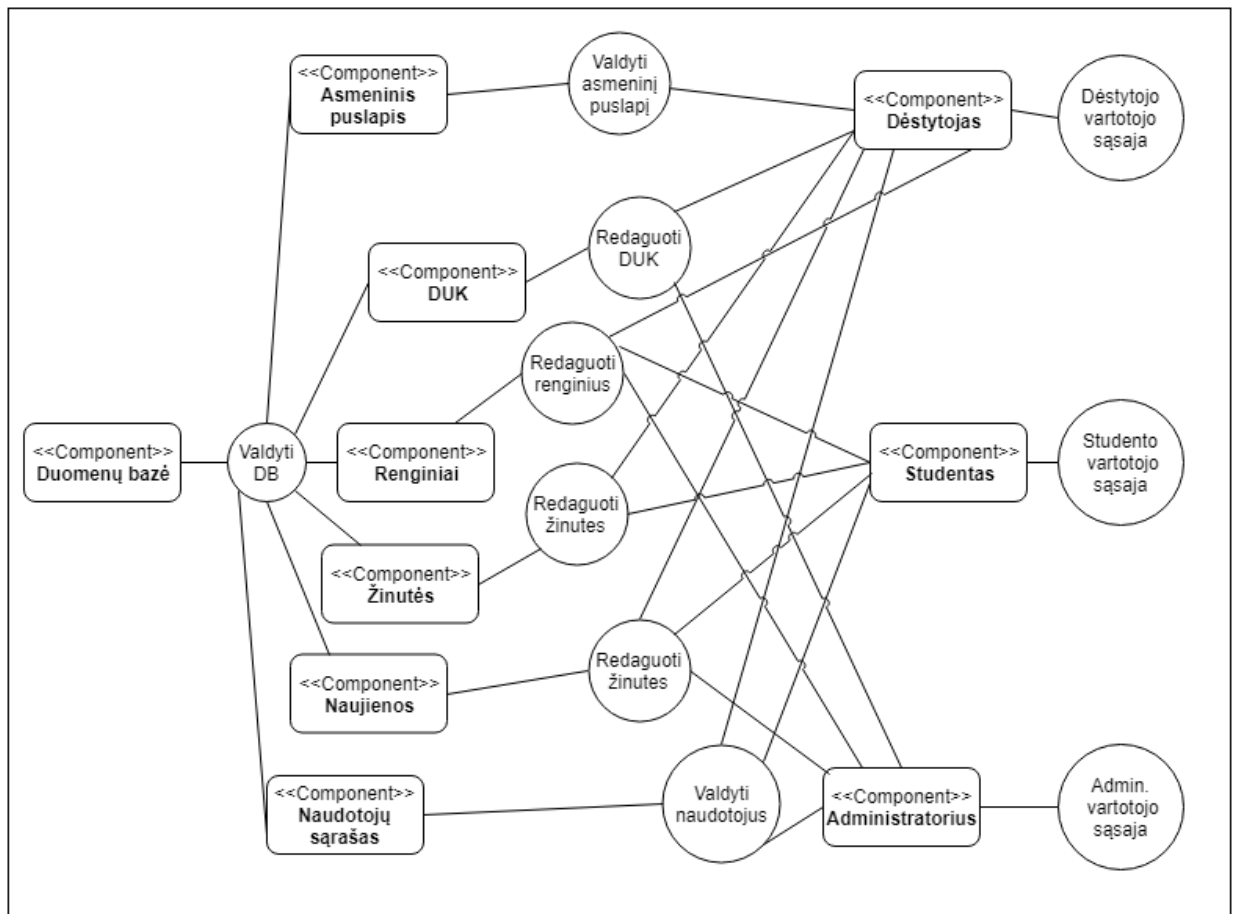 <<Component>>
Asmeninis
puslapis
Valdyti
asmeninį
puslapį
<<Component>>
Dėstytojas
Dėstytojo
vartotojo
sąsaja
<<Component>>
DUK
Redaguoti
DUK
Redaguoti
renginius
<<Component>>
Duomenų bazė
Valdyti
DB
<<Component>>
Renginiai
<<Component>>
Studentas
Studento
vartotojo
sąsaja
Redaguoti
žinutes
<<Component>>
Žinutės
<<Component>>
Naujienos
Redaguoti
žinutes
<<Component>>
Naudotojų
sąrašas
Valdyti
naudotojus
<<Component>>
Administratorius
Admin.
vartotojo
sąsaja